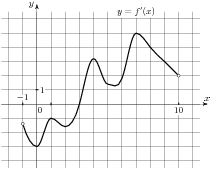 y y = f′(x)
1
−1 0 10 x